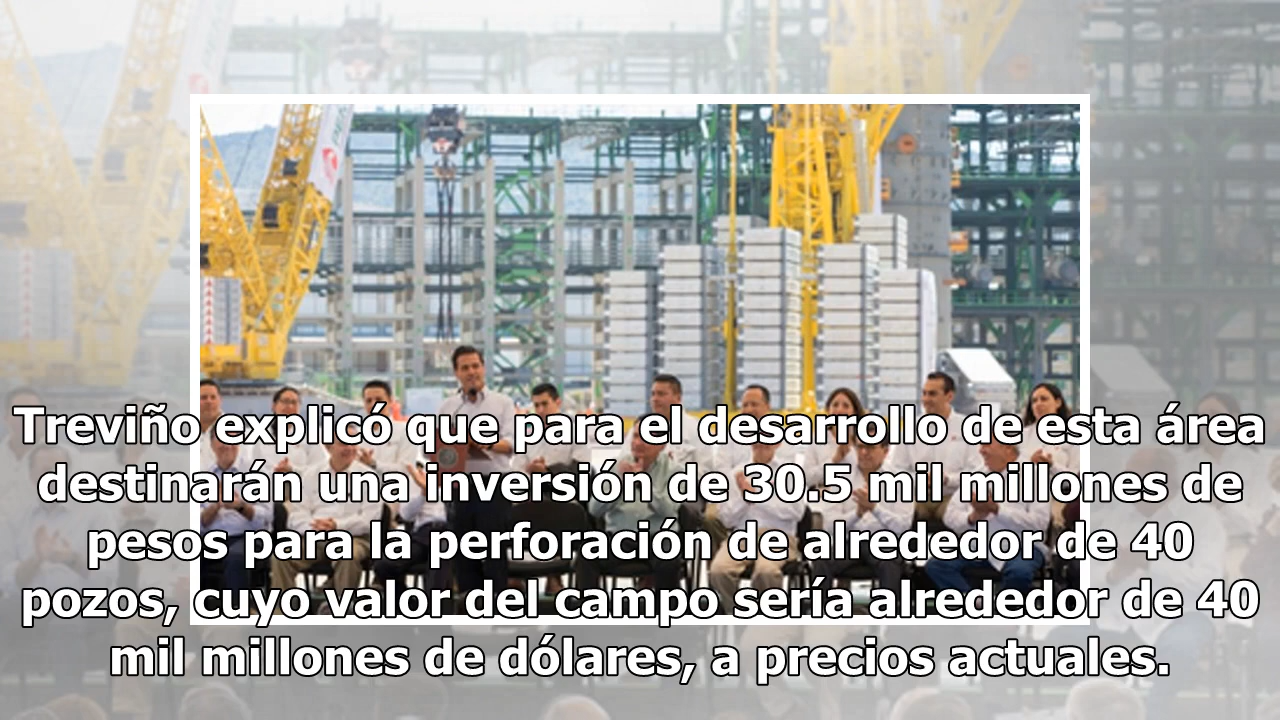 Treviño explicó que para el desarrollo de esta área
destinarán una inversión de 30.5 mil millones de
pesos para la perforación de alrededor de 40
pozos, cuyo valor del campo sería alrededor de 40
mil millones de dólares, a precios actuales.